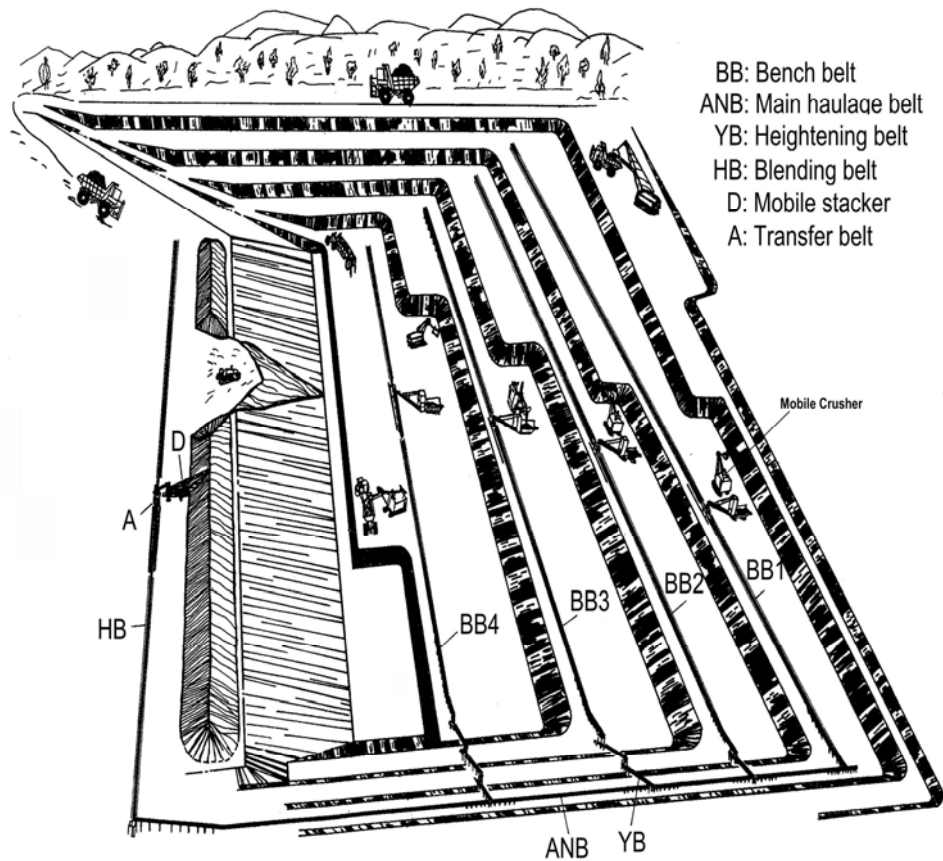 BB: Bench belt
ANB: Main haulage belt
YB: Heightening belt
HB: Blending belt
D: Mobile stacker
A: Transfer belt
Mobile Crusher
D
A
HB
BB4
BB3
BB2
BB1
ANB
YB